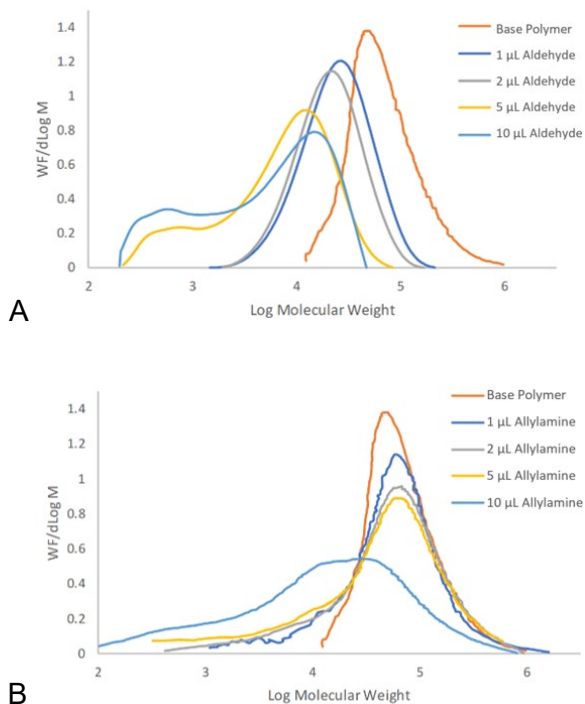 1.4
1.2
1
0.8
0.6
0.4
0.2
0
WF/dLog M
2 3 4 5 6
Log Molecular Weight
Base Polymer
1 µL Aldehyde
2 µL Aldehyde
5 µL Aldehyde
10 µL Aldehyde
A
1.4
1.2
1
0.8
0.6
0.4
0.2
0
WF/dLog M
2 3 4 5 6
Log Molecular Weight
Base Polymer
1 µL Allylamine
2 µL Allylamine
5 µL Allylamine
10 µL Allylamine
B